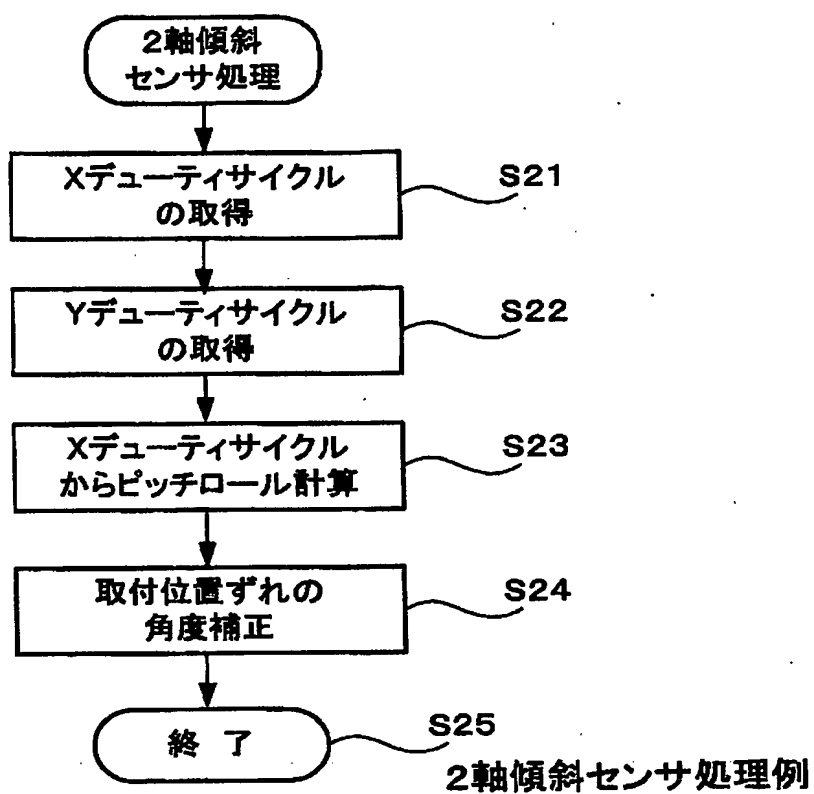 2軸傾斜
センサ処理
Xデューティサイクル
の取得
S21
Yデューティサイクル
の取得
S22
Xデューティサイクル
からピッチロール計算
S23
取付位置ずれの
角度補正
S24
終 了
S25
2軸傾斜センサ処理例